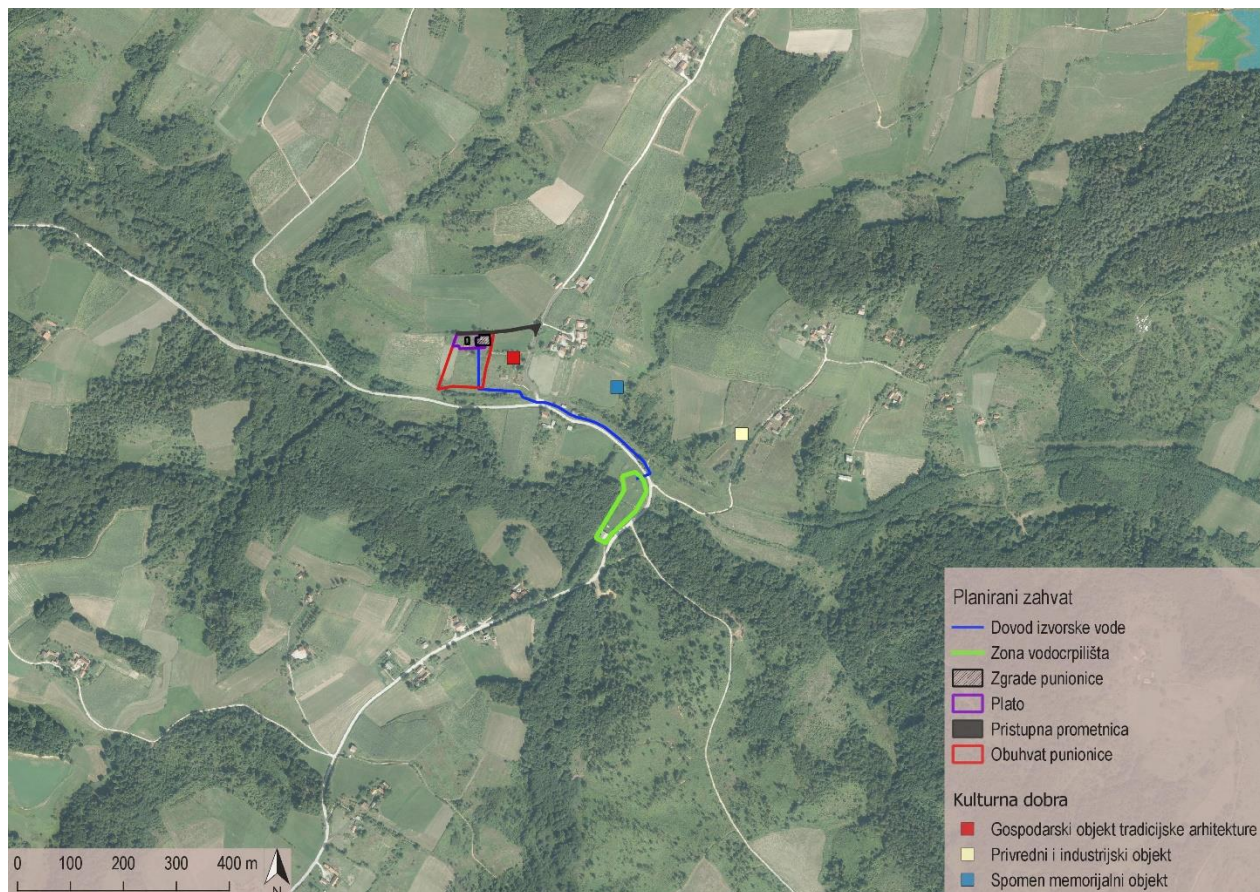 Planirani zahvat
Dovod izvorske vode
Zona vodocrpilišta
Zgrade punionice
Plato
Pristupna prometnica
Obuhvat punionice
Kulturna dobra
Gospodarski objekt tradicijske arhitekture
Privredni i industrijski objekt
Spomen memorijalni objekt
0 100 200 300 400 m
N